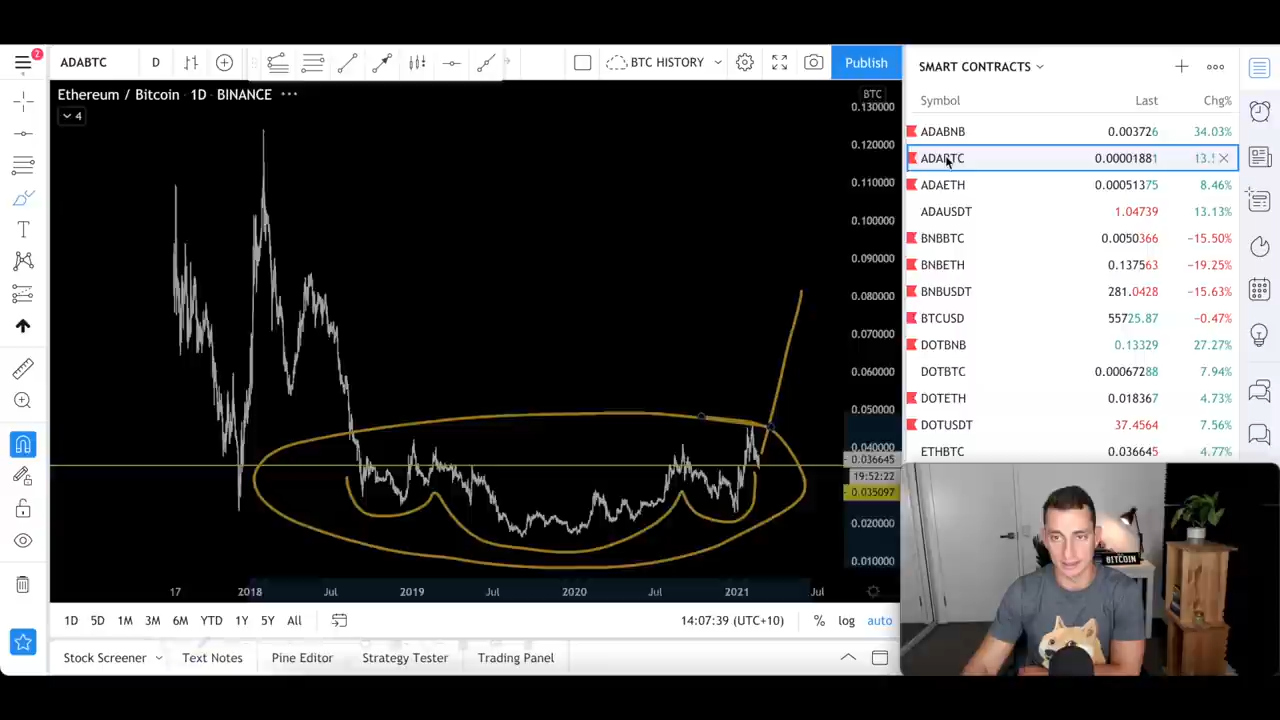 2
ADABTC D BTC HISTORY Publish
Ethereum / Bitcoin · 1D · BINANCE
4
BTC
0.130000
0.120000
0.110000
0.100000
0.090000
0.080000
0.070000
0.060000
0.050000
0.040000
0.036645
19:52:22
0.035097
0.020000
0.010000
17 2018 Jul 2019 Jul 2020 Jul 2021 Jul
1D 5D 1M 3M 6M YTD 1Y 5Y All 14:07:39 (UTC+10) % log auto
Stock Screener Text Notes Pine Editor Strategy Tester Trading Panel
SMART CONTRACTS
Symbol Last Chg%
ADABNB 0.003726 34.03%
ADABTC 0.00001881 13.
ADAETH 0.00051375 8.46%
ADAUSDT 1.04739 13.13%
BNBBTC 0.0050366 −15.50%
BNBETH 0.137563 −19.25%
BNBUSDT 281.0428 −15.63%
BTCUSD 55725.87 −0.47%
DOTBNB 0.13329 27.27%
DOTBTC 0.00067288 7.94%
DOTETH 0.018367 4.73%
DOTUSDT 37.4564 7.56%
ETHBTC 0.036645 4.77%
BITCOIN